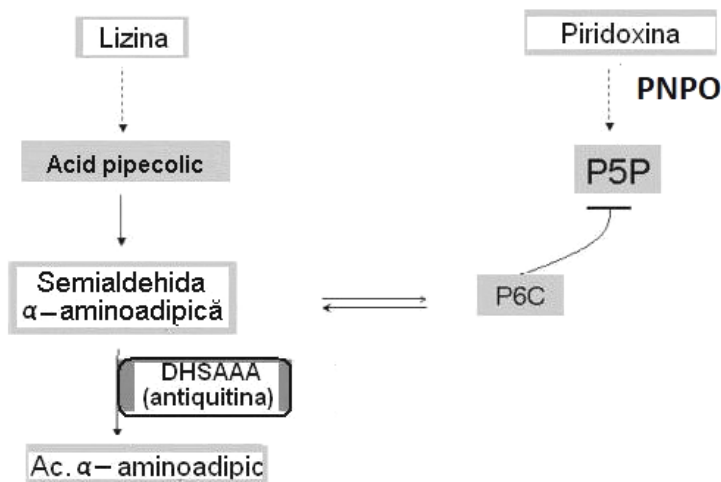 Lizina
Piridoxina
PNPO
Acid pipecolic
P5P
Semialdehida
α–aminoadipică
P6C
DHSAAA
(antiquitina)
Ac. α– aminoadipic